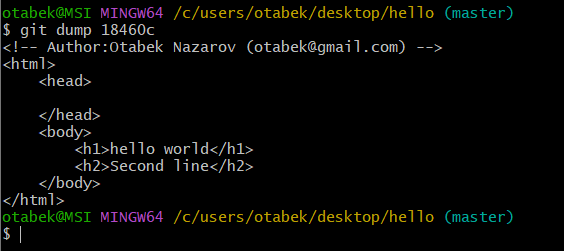 otabek@MSI MINGW64 /c/users/otabek/desktop/hello (master)
$ git dump 18460c
<!-- Author:Otabek Nazarov (otabek@gmail.com) -->
<html>
    <head>

    </head>
    <body>
        <h1>hello world</h1>
        <h2>Second line</h2>
    </body>
</html>
otabek@MSI MINGW64 /c/users/otabek/desktop/hello (master)
$